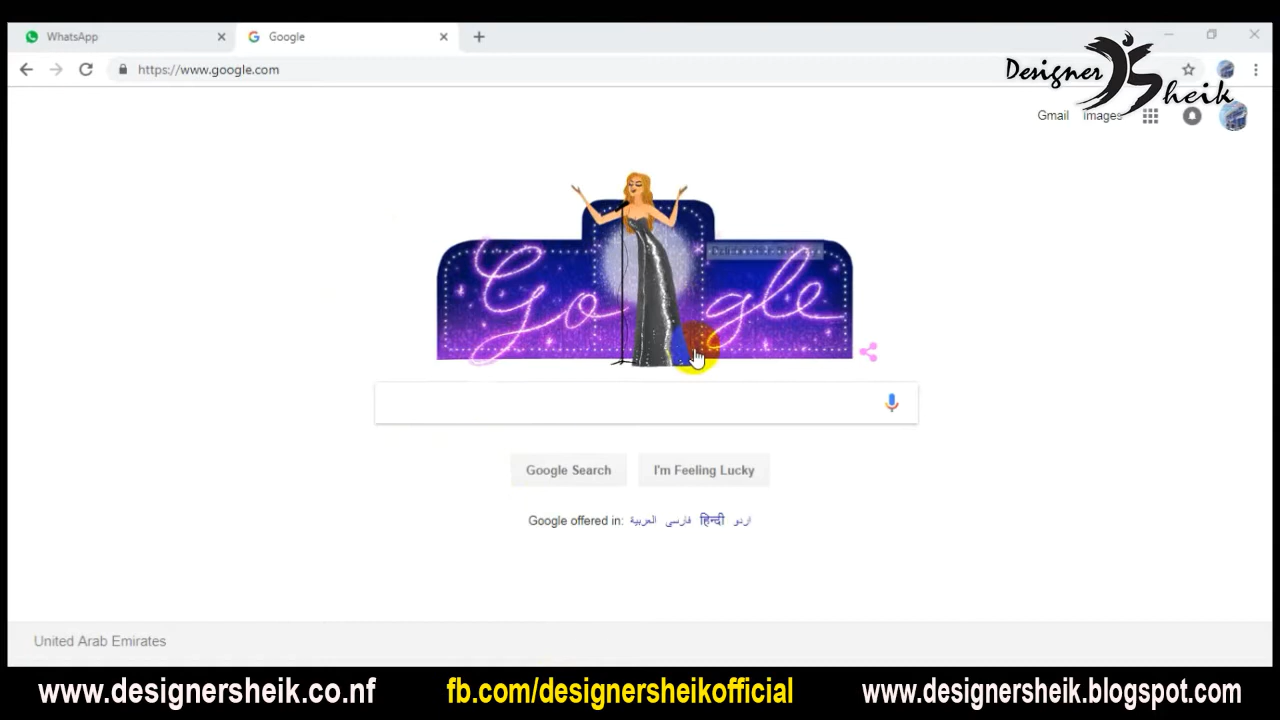 WhatsApp
Google
https://www.google.com
Designer Sheik
Gmail Images
Google
Google Search
I'm Feeling Lucky
Google offered in: العربية فارسی हिन्दी اردو
United Arab Emirates
www.designersheik.co.nf
fb.com/designersheikofficial
www.designersheik.blogspot.com